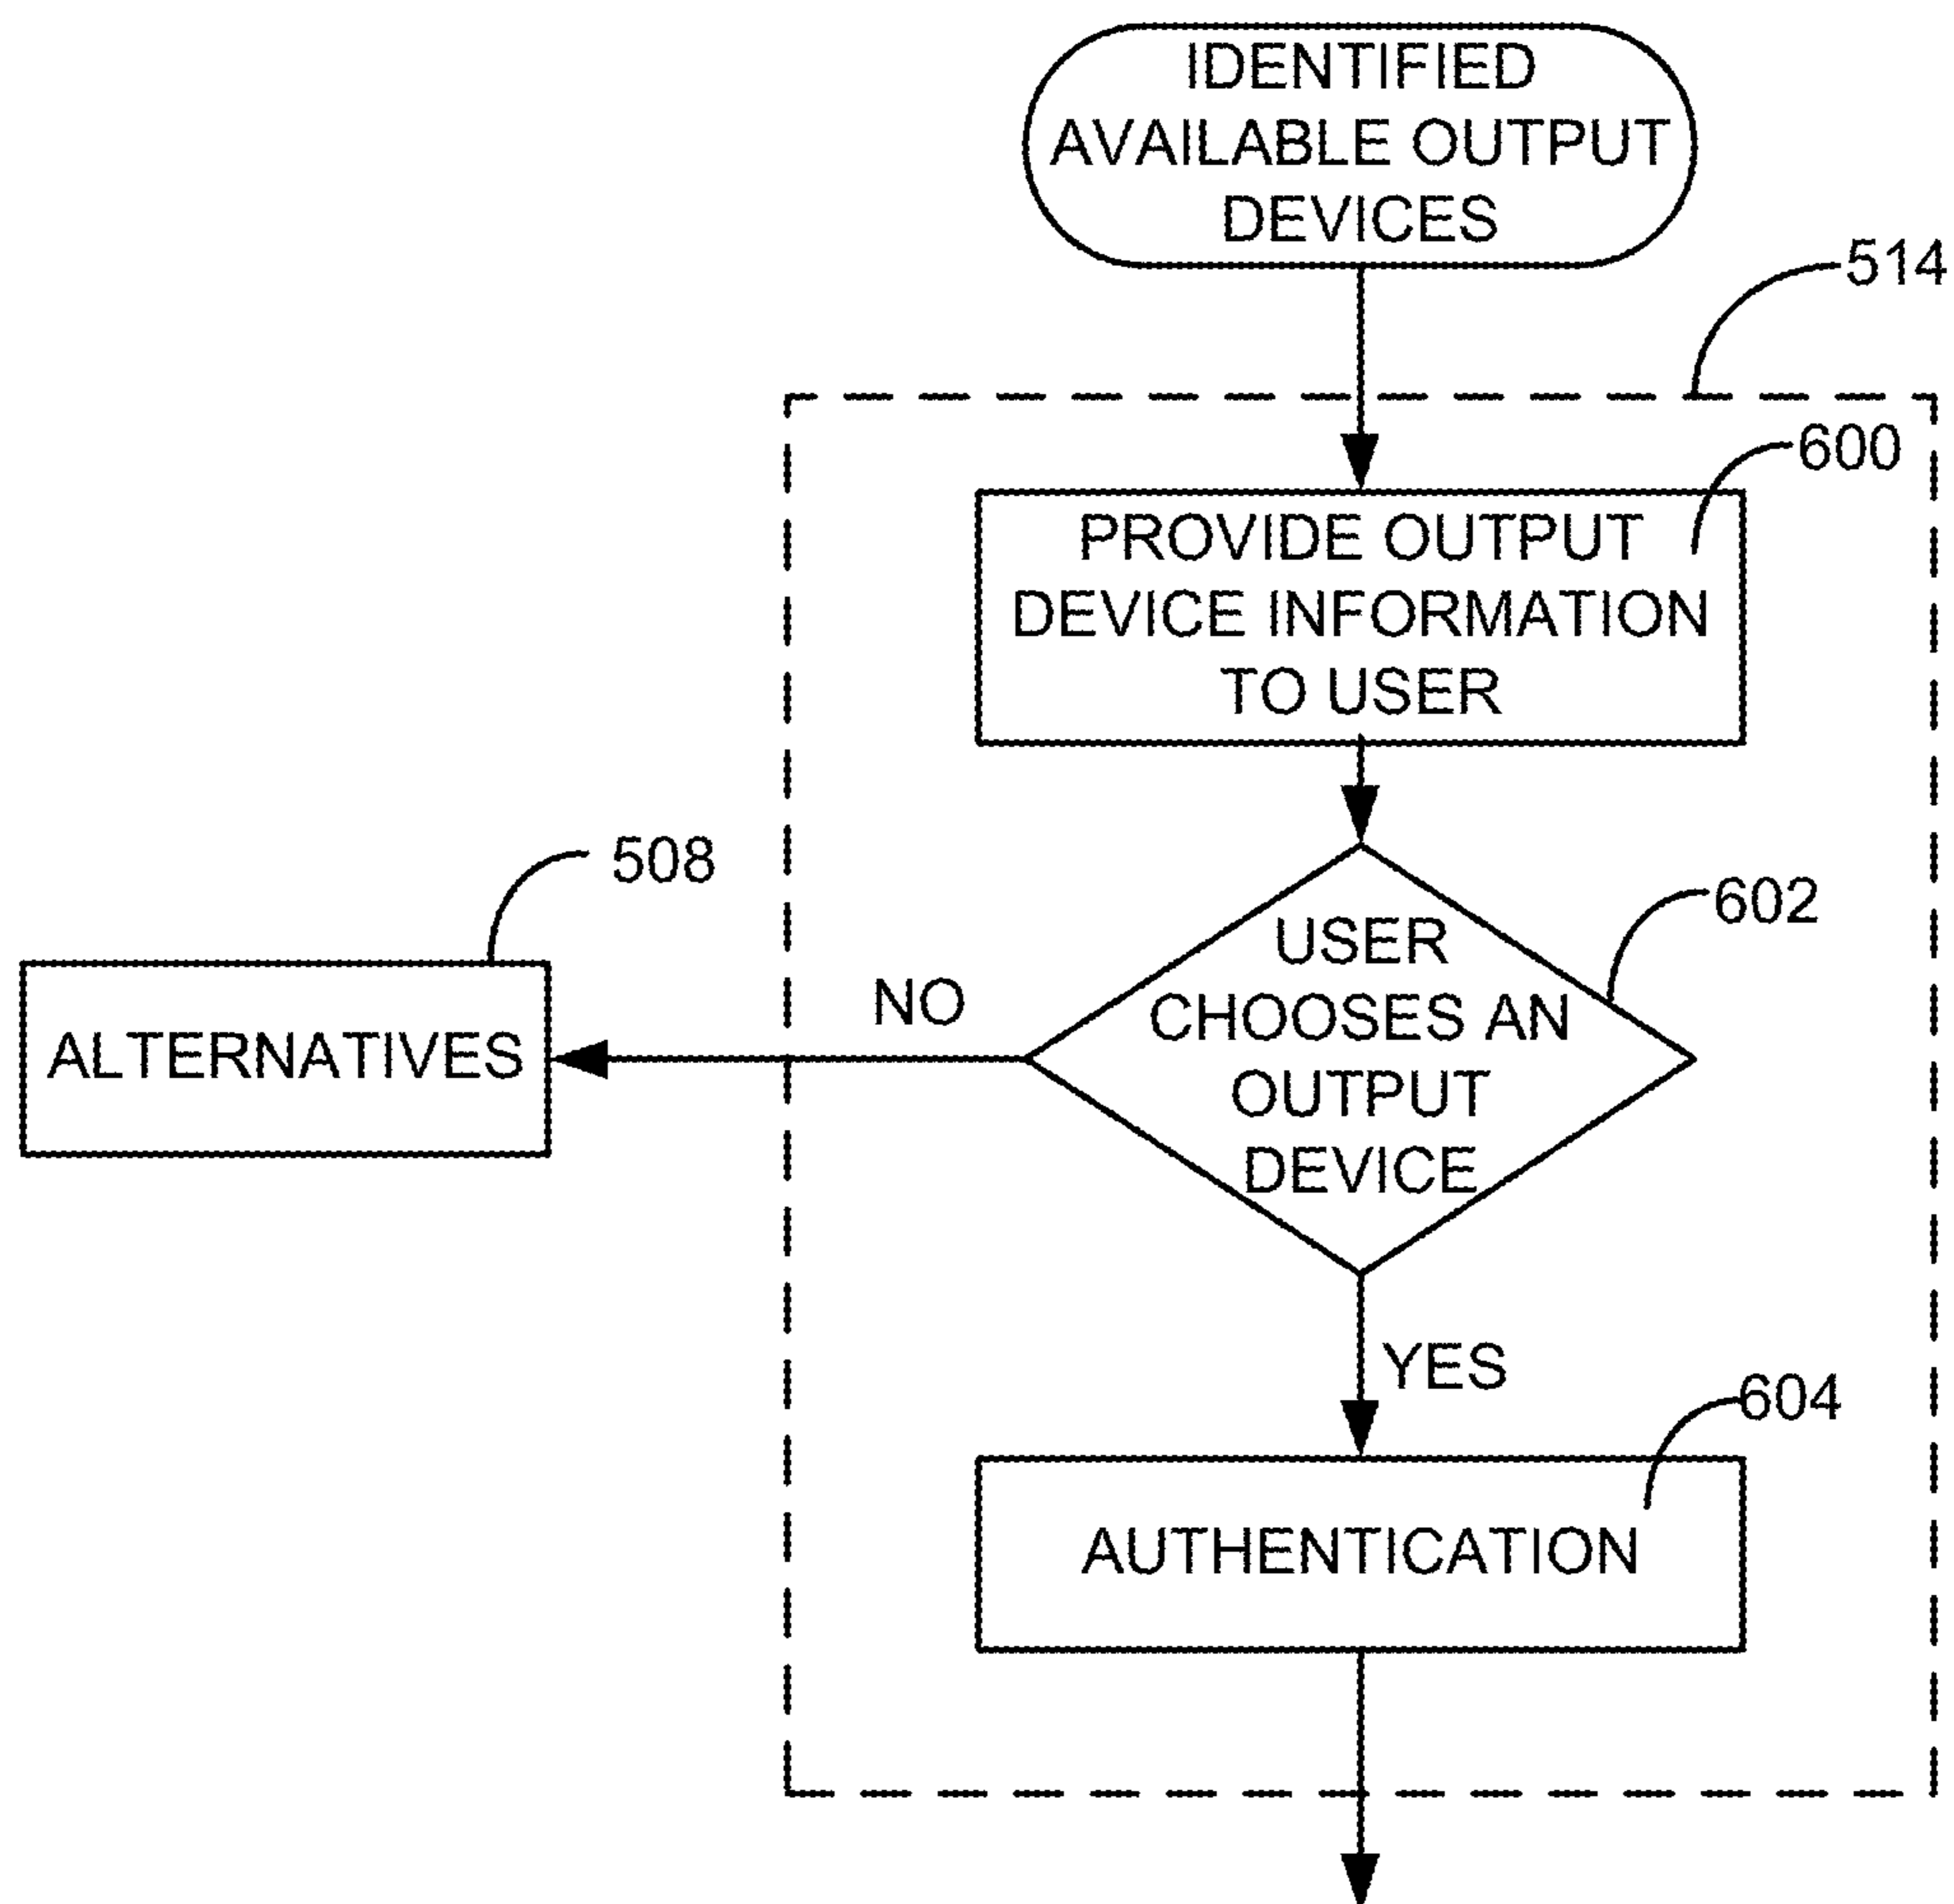 IDENTIFIED
AVAILABLE OUTPUT
DEVICES
514
600
PROVIDE OUTPUT
DEVICE INFORMATION
TO USER
508
602
USER
CHOOSES AN
OUTPUT
DEVICE
NO
ALTERNATIVES
YES
604
AUTHENTICATION